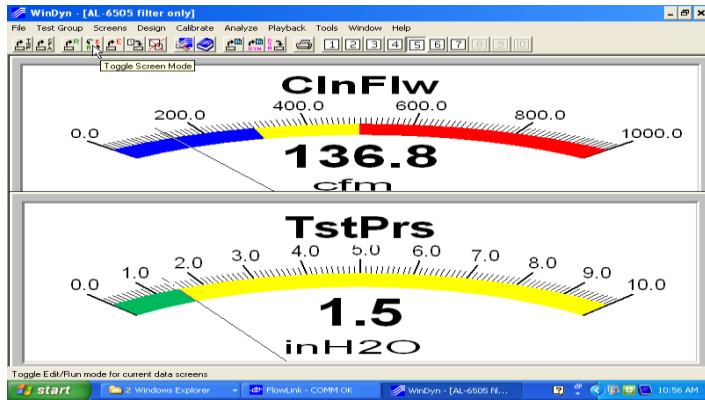 WinDyn - [AL-6505 filter only]
File Test Group Screens Design Calibrate Analyze Playback Tools Window Help
1 2 3 4 5 6 7 8 9 10
Toggle Screen Mode
ClnFlw
0.0 200.0 400.0 600.0 800.0 1000.0
136.8
cfm
TstPrs
0.0 1.0 2.0 3.0 4.0 5.0 6.0 7.0 8.0 9.0 10.0
1.5
inH2O
Toggle Edit/Run mode for current data screens
start 2 Windows Explorer FlowLink - COMM OK WinDyn - [AL-6505 fil... 10:56 AM